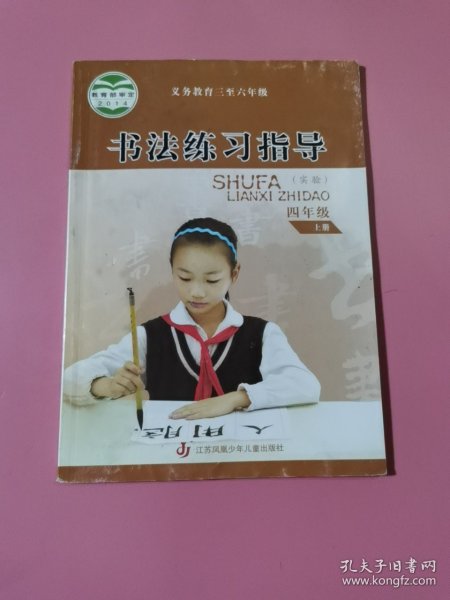 教育部审定
2014
义务教育三至六年级
书法练习指导
（实验）
SHUFA
LIANXI ZHIDAO
四年级
上册
江苏凤凰少年儿童出版社
孔夫子旧书网
www.kongfz.com